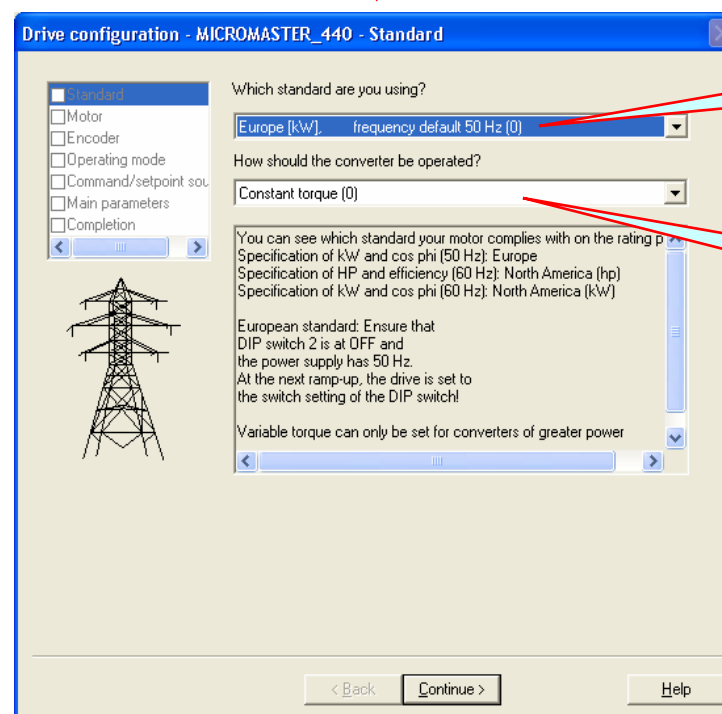 Drive configuration - MICROMASTER_440 - Standard
Standard
Motor
Encoder
Operating mode
Command/setpoint sou
Main parameters
Completion
Which standard are you using?
Europe [kW], frequency default 50 Hz (0)
How should the converter be operated?
Constant torque (0)
You can see which standard your motor complies with on the rating p
Specification of kW and cos phi (50 Hz): Europe
Specification of HP and efficiency (60 Hz): North America (hp)
Specification of kW and cos phi (60 Hz): North America (kW)
European standard: Ensure that
DIP switch 2 is at OFF and
the power supply has 50 Hz.
At the next ramp-up, the drive is set to
the switch setting of the DIP switch!
Variable torque can only be set for converters of greater power
< Back
Continue >
Help